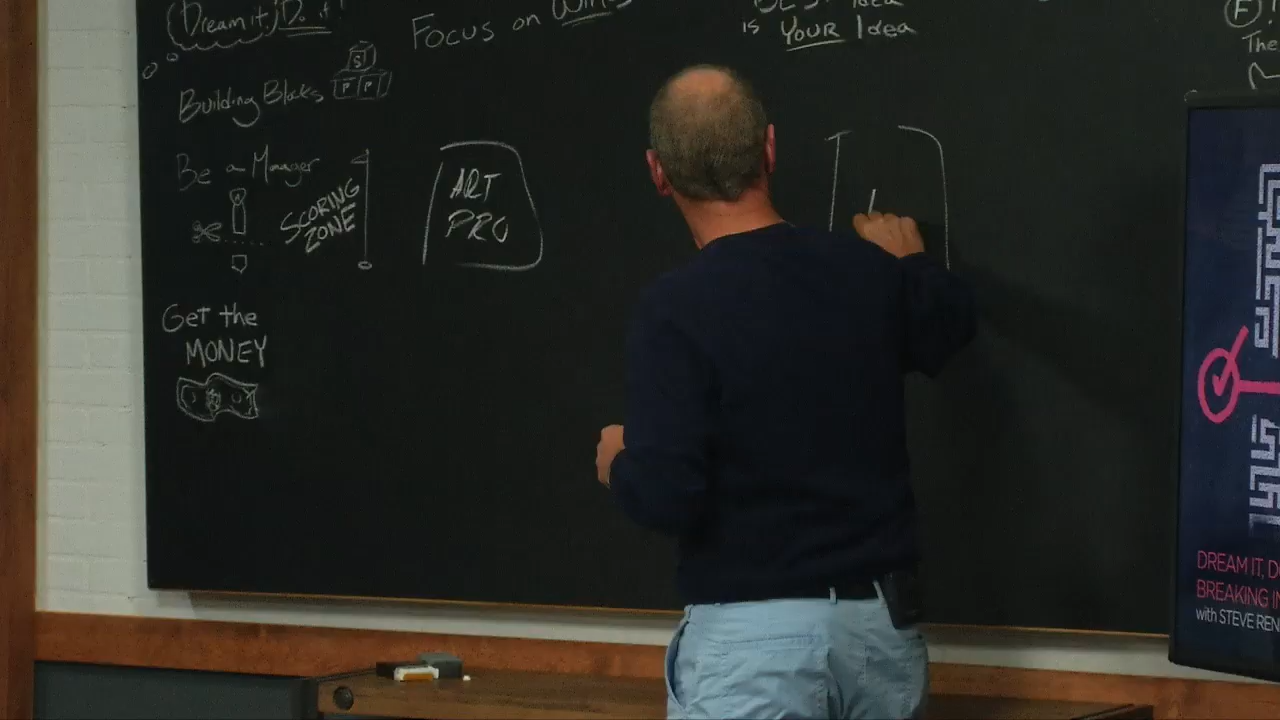 Dream it, Do it!
Focus on
is YOUR Idea
(F)
The
Building Blocks
S
P P
Be a Manager
SCORING
ZONE
ART
PRO
Get the
MONEY
DREAM IT, D
BREAKING IN
with STEVE REN